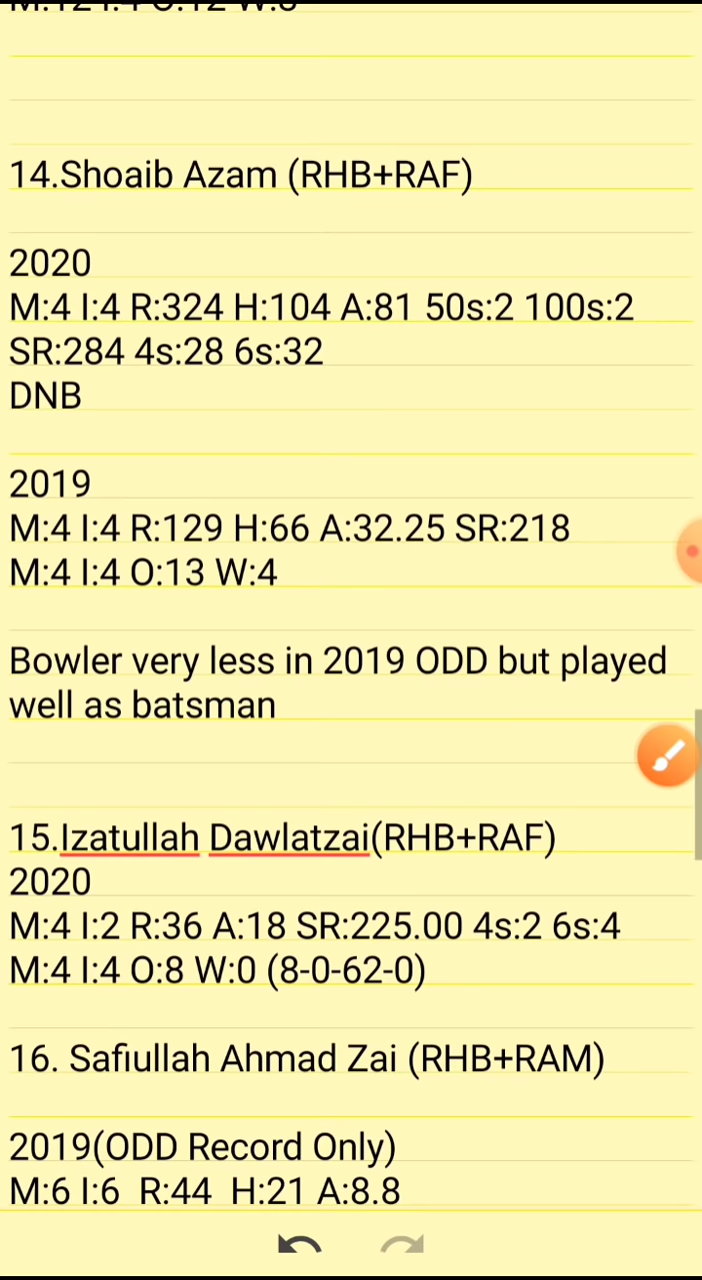 M:12 I:4 O:12 W:8
14.Shoaib Azam (RHB+RAF)
2020
M:4 I:4 R:324 H:104 A:81 50s:2 100s:2
SR:284 4s:28 6s:32
DNB
2019
M:4 I:4 R:129 H:66 A:32.25 SR:218
M:4 I:4 O:13 W:4
Bowler very less in 2019 ODD but played
well as batsman
15.Izatullah Dawlatzai(RHB+RAF)
2020
M:4 I:2 R:36 A:18 SR:225.00 4s:2 6s:4
M:4 I:4 O:8 W:0 (8-0-62-0)
16. Safiullah Ahmad Zai (RHB+RAM)
2019(ODD Record Only)
M:6 I:6 R:44 H:21 A:8.8